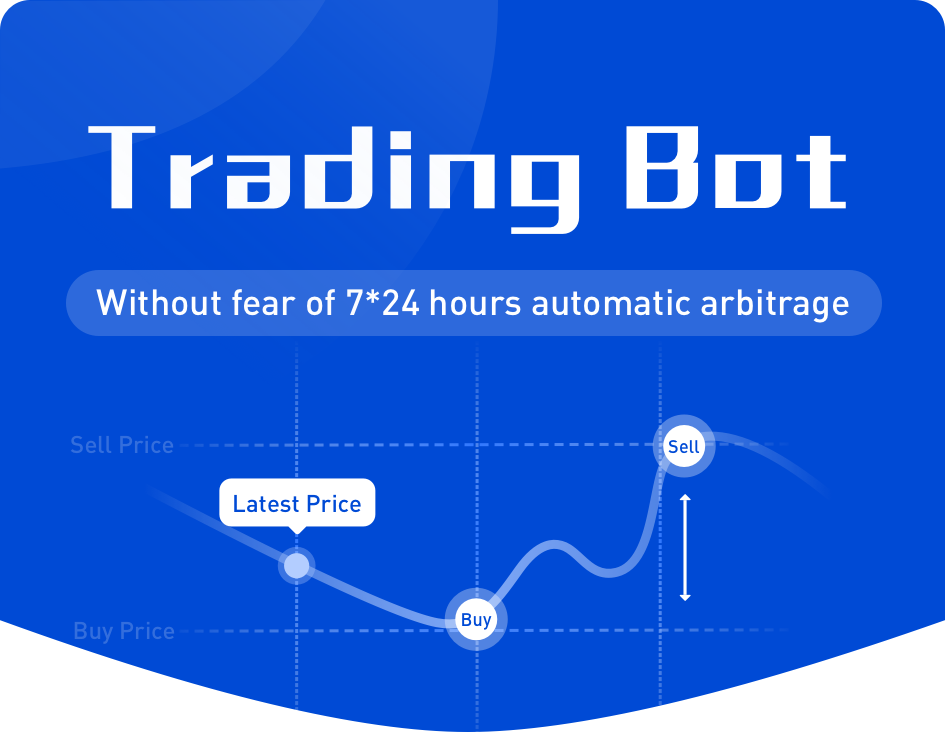 Trading Bot
Without fear of 7*24 hours automatic arbitrage
Sell Price
Sell
Latest Price
Buy
Buy Price